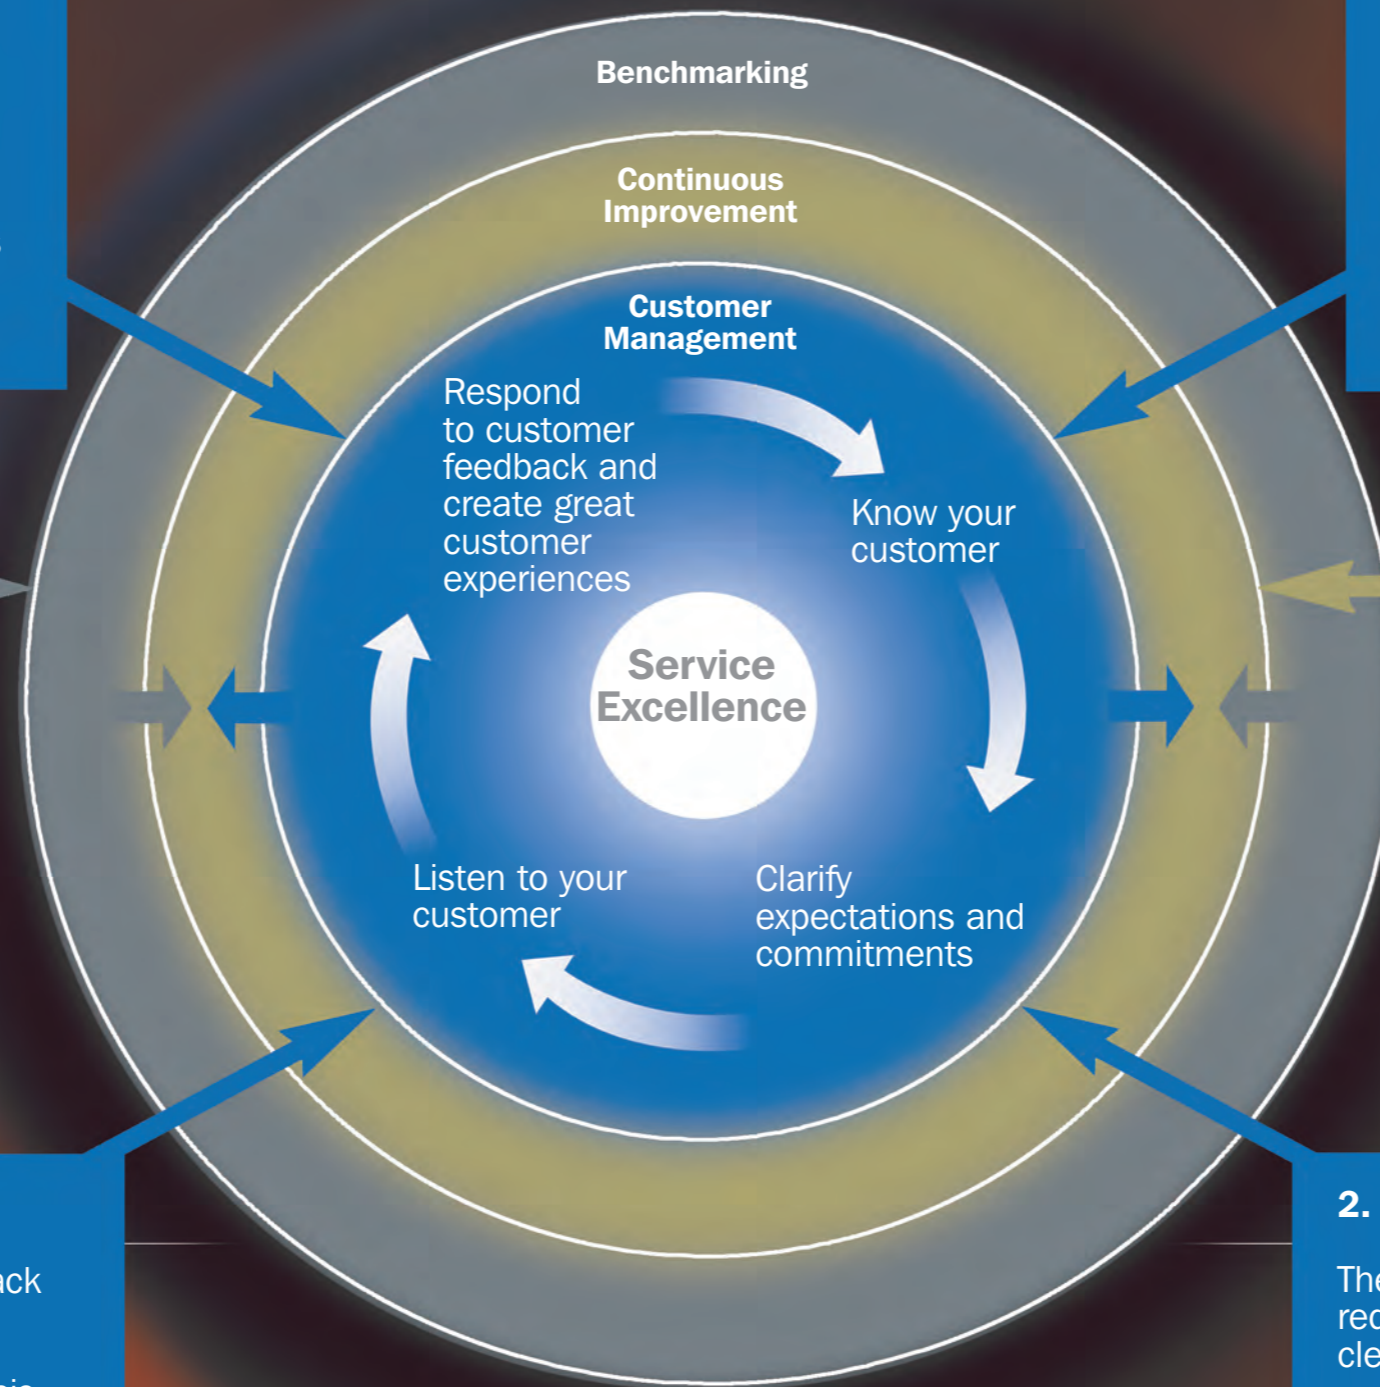 Benchmarking
Continuous
Improvement
Customer
Management
Respond
to customer
feedback and
create great
customer
experiences
Know your
customer
Service
Excellence
Listen to your
customer
Clarify
expectations and
commitments
2.